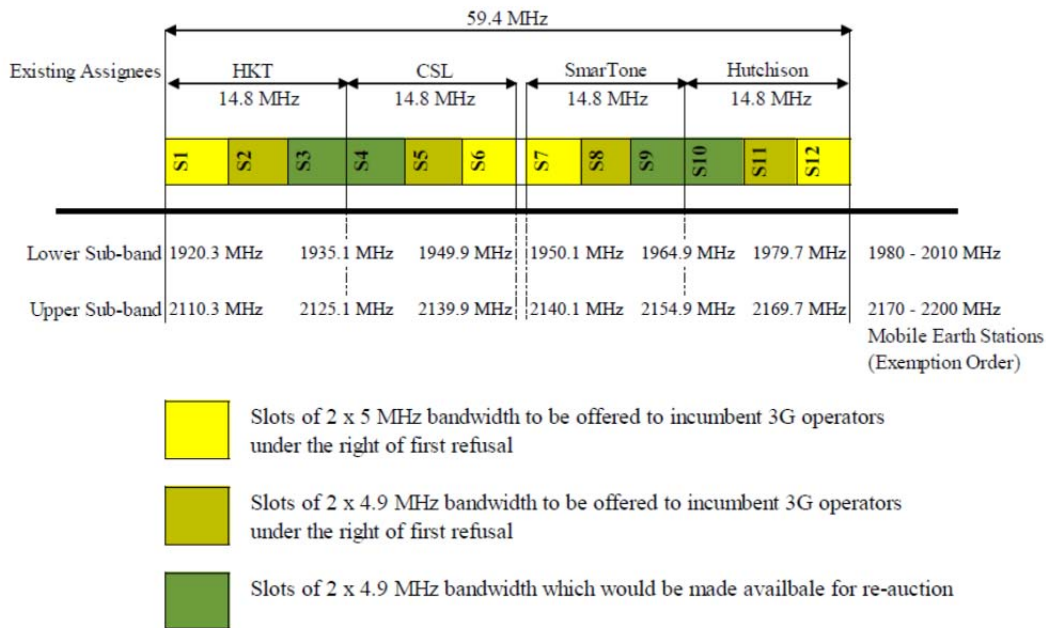 59.4 MHz
Existing Assignees HKT CSL SmarTone Hutchison
14.8 MHz 14.8 MHz 14.8 MHz 14.8 MHz
S1 S2 S3 S4 S5 S6 S7 S8 S9 S10 S11 S12
Lower Sub-band 1920.3 MHz 1935.1 MHz 1949.9 MHz 1950.1 MHz 1964.9 MHz 1979.7 MHz 1980 - 2010 MHz
Upper Sub-band 2110.3 MHz 2125.1 MHz 2139.9 MHz 2140.1 MHz 2154.9 MHz 2169.7 MHz 2170 - 2200 MHz
Mobile Earth Stations
(Exemption Order)
Slots of 2 x 5 MHz bandwidth to be offered to incumbent 3G operators
under the right of first refusal
Slots of 2 x 4.9 MHz bandwidth to be offered to incumbent 3G operators
under the right of first refusal
Slots of 2 x 4.9 MHz bandwidth which would be made availbale for re-auction